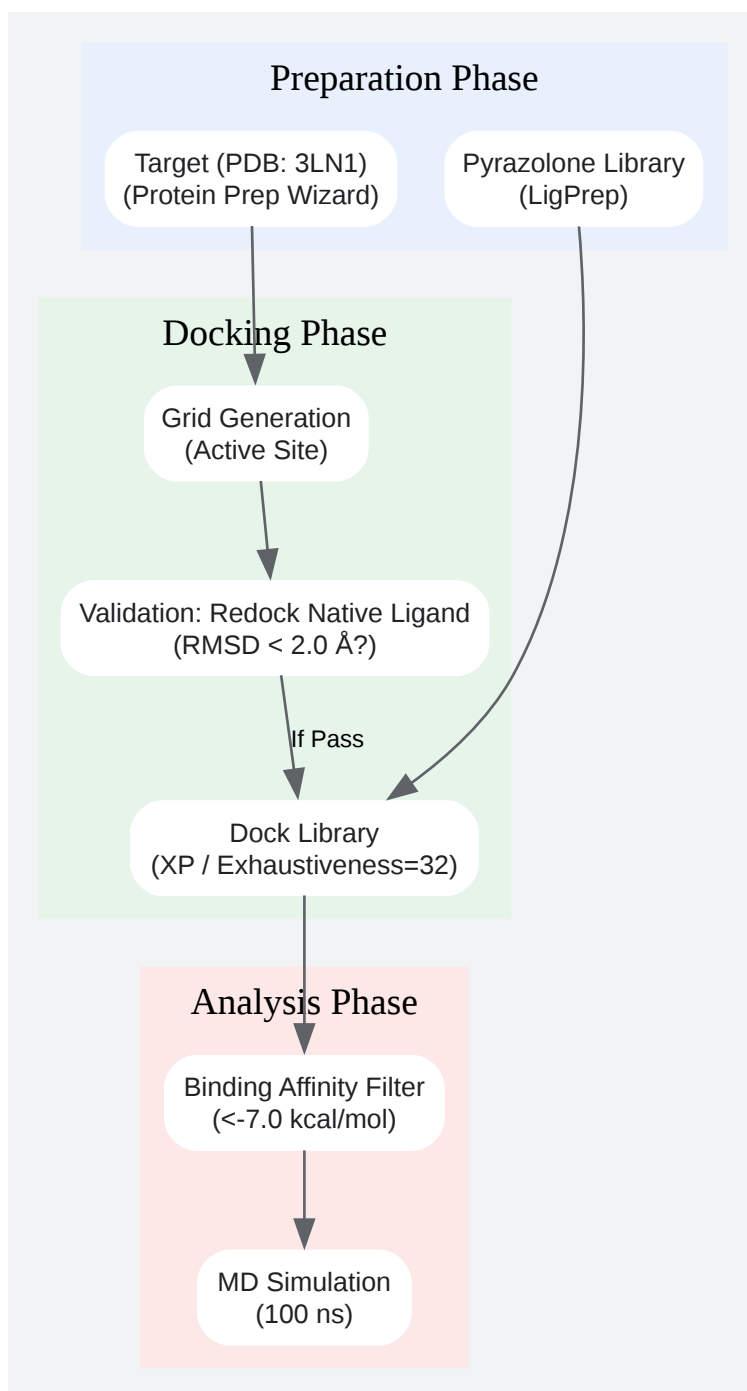 Preparation Phase
Target (PDB: 3LN1)
(Protein Prep Wizard)
Pyrazolone Library
(LigPrep)
Docking Phase
Grid Generation
(Active Site)
Validation: Redock Native Ligand
(RMSD < 2.0 Å?)
If Pass
Dock Library
(XP / Exhaustiveness=32)
Analysis Phase
Binding Affinity Filter
(<-7.0 kcal/mol)
MD Simulation
(100 ns)